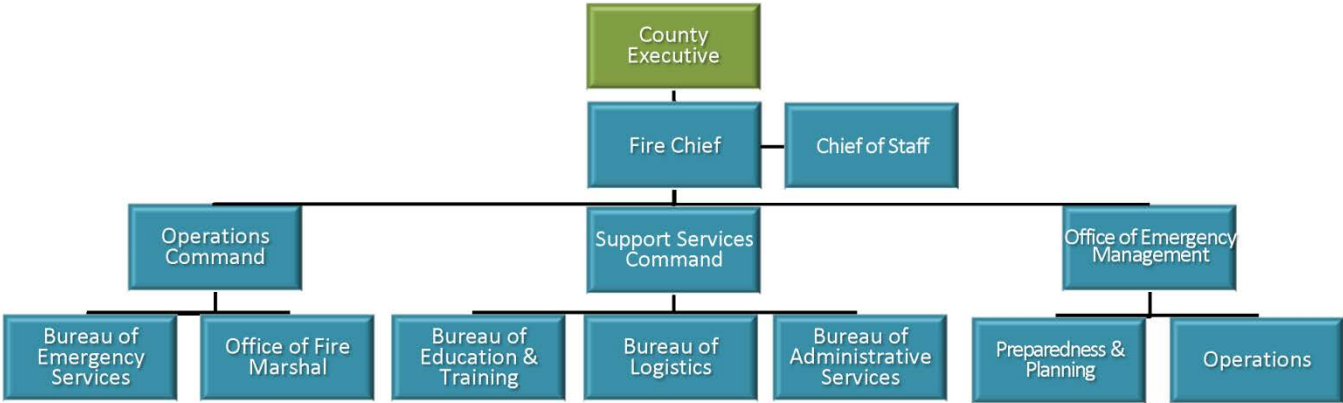 County
Executive
Fire Chief
Chief of Staff
Operations
Command
Support Services
Command
Office of Emergency
Management
Bureau of
Emergency
Services
Office of Fire
Marshal
Bureau of
Education &
Training
Bureau of
Logistics
Bureau of
Administrative
Services
Preparedness &
Planning
Operations